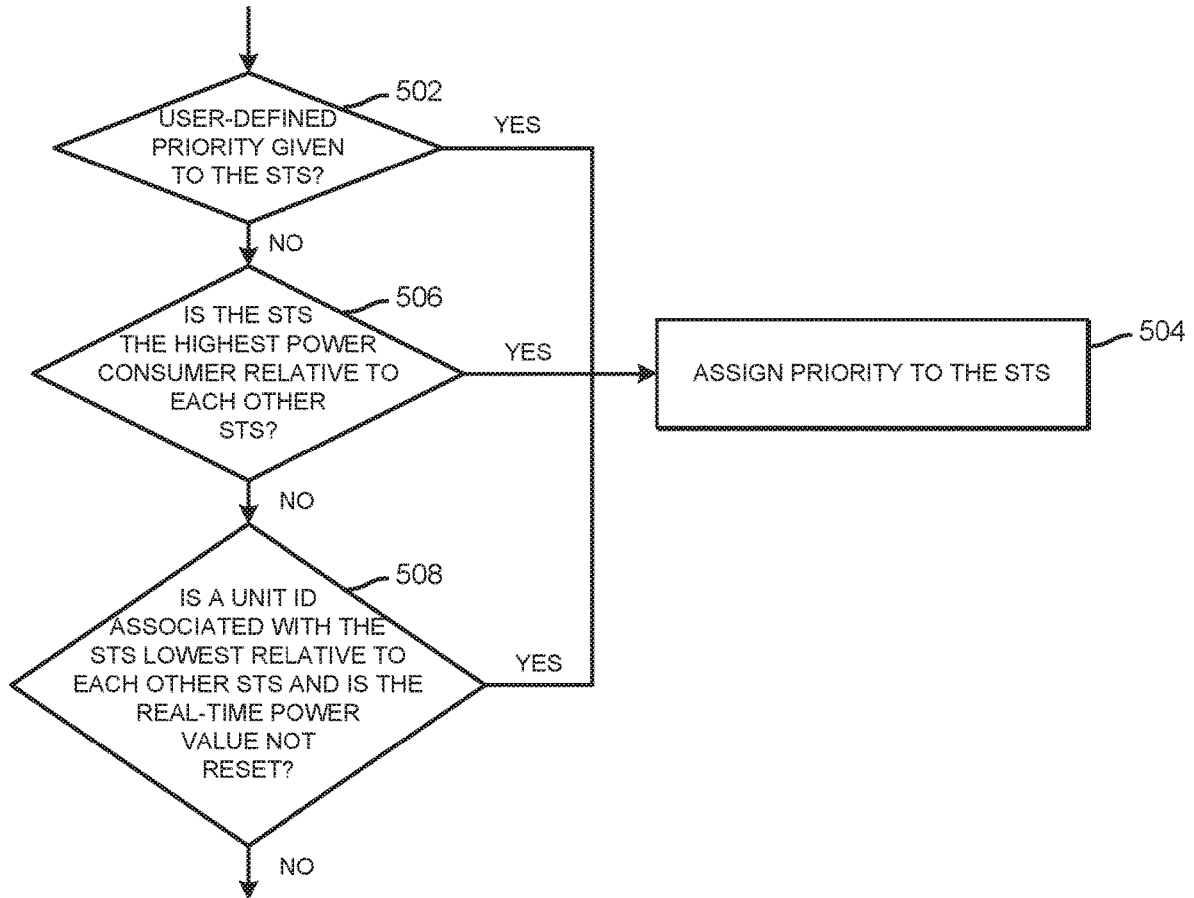 502
USER-DEFINED
PRIORITY GIVEN
TO THE STS?
YES
NO
506
IS THE STS
THE HIGHEST POWER
CONSUMER RELATIVE TO
EACH OTHER
STS?
YES
504
ASSIGN PRIORITY TO THE STS
NO
508
IS A UNIT ID
ASSOCIATED WITH THE
STS LOWEST RELATIVE TO
EACH OTHER STS AND IS THE
REAL-TIME POWER
VALUE NOT
RESET?
YES
NO